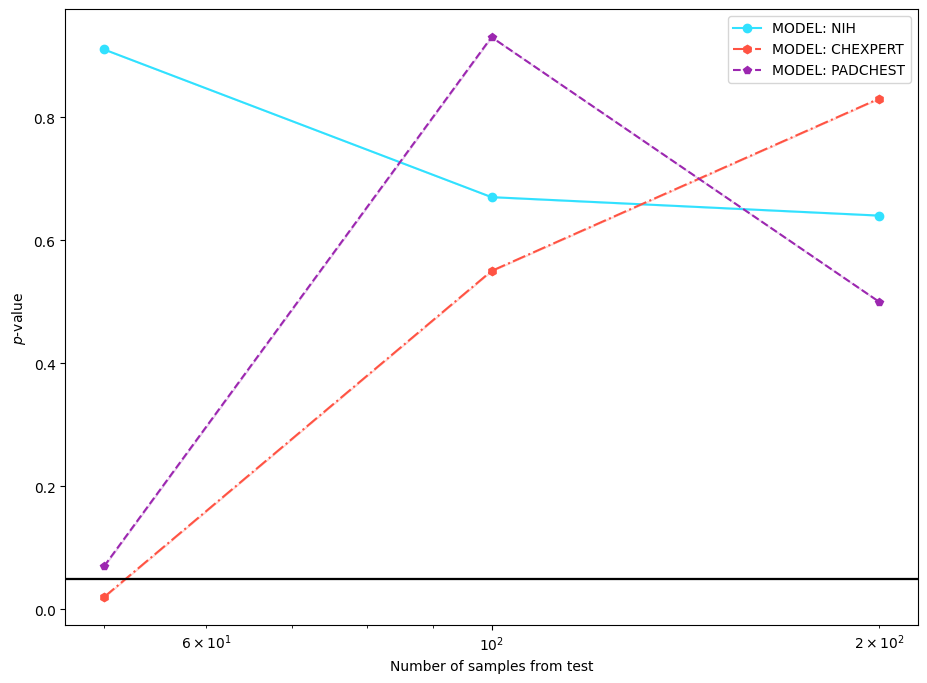 MODEL: NIH
MODEL: CHEXPERT
MODEL: PADCHEST
0.8
0.6
0.4
0.2
0.0
p-value
6 × 10¹
10²
2 × 10²
Number of samples from test